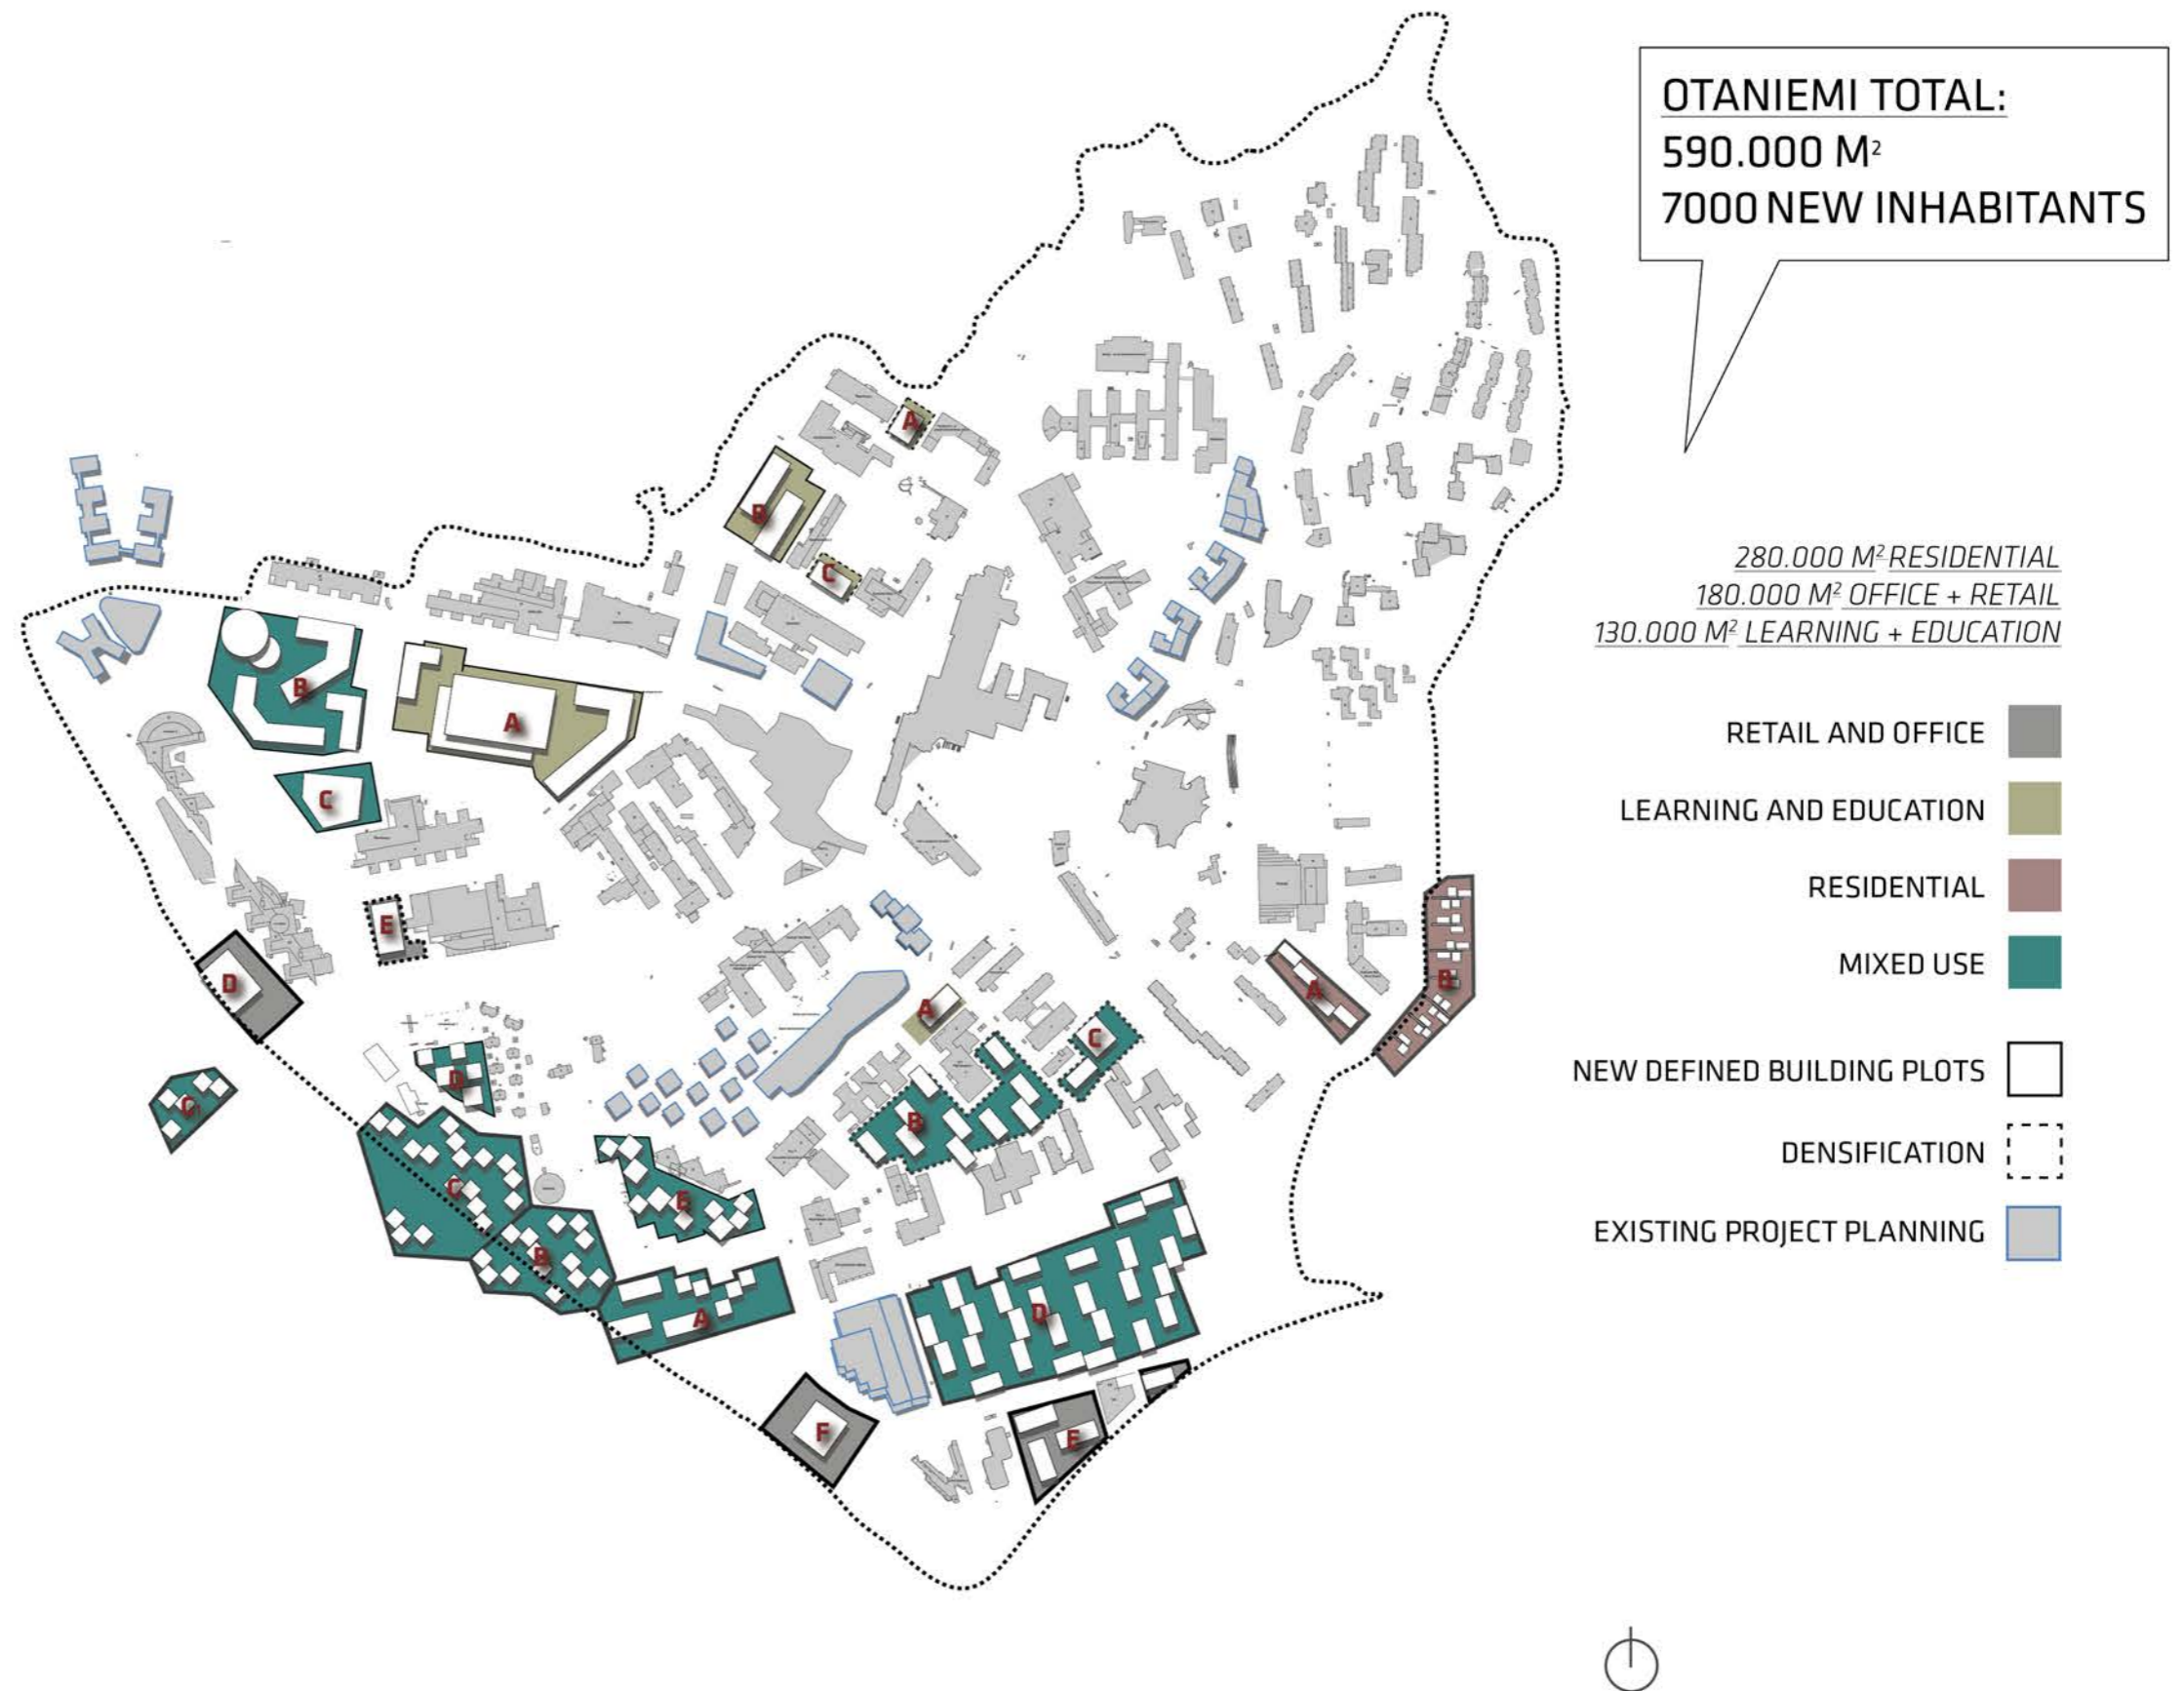 OTANIEMI TOTAL:
590.000 M²
7000 NEW INHABITANTS
280.000 M² RESIDENTIAL
180.000 M² OFFICE + RETAIL
130.000 M² LEARNING + EDUCATION
RETAIL AND OFFICE
LEARNING AND EDUCATION
RESIDENTIAL
MIXED USE
NEW DEFINED BUILDING PLOTS
DENSIFICATION
EXISTING PROJECT PLANNING
A
B
C
B
A
C
E
D
A
B
A
C
D
C
B
C
E
B
A
D
F
E